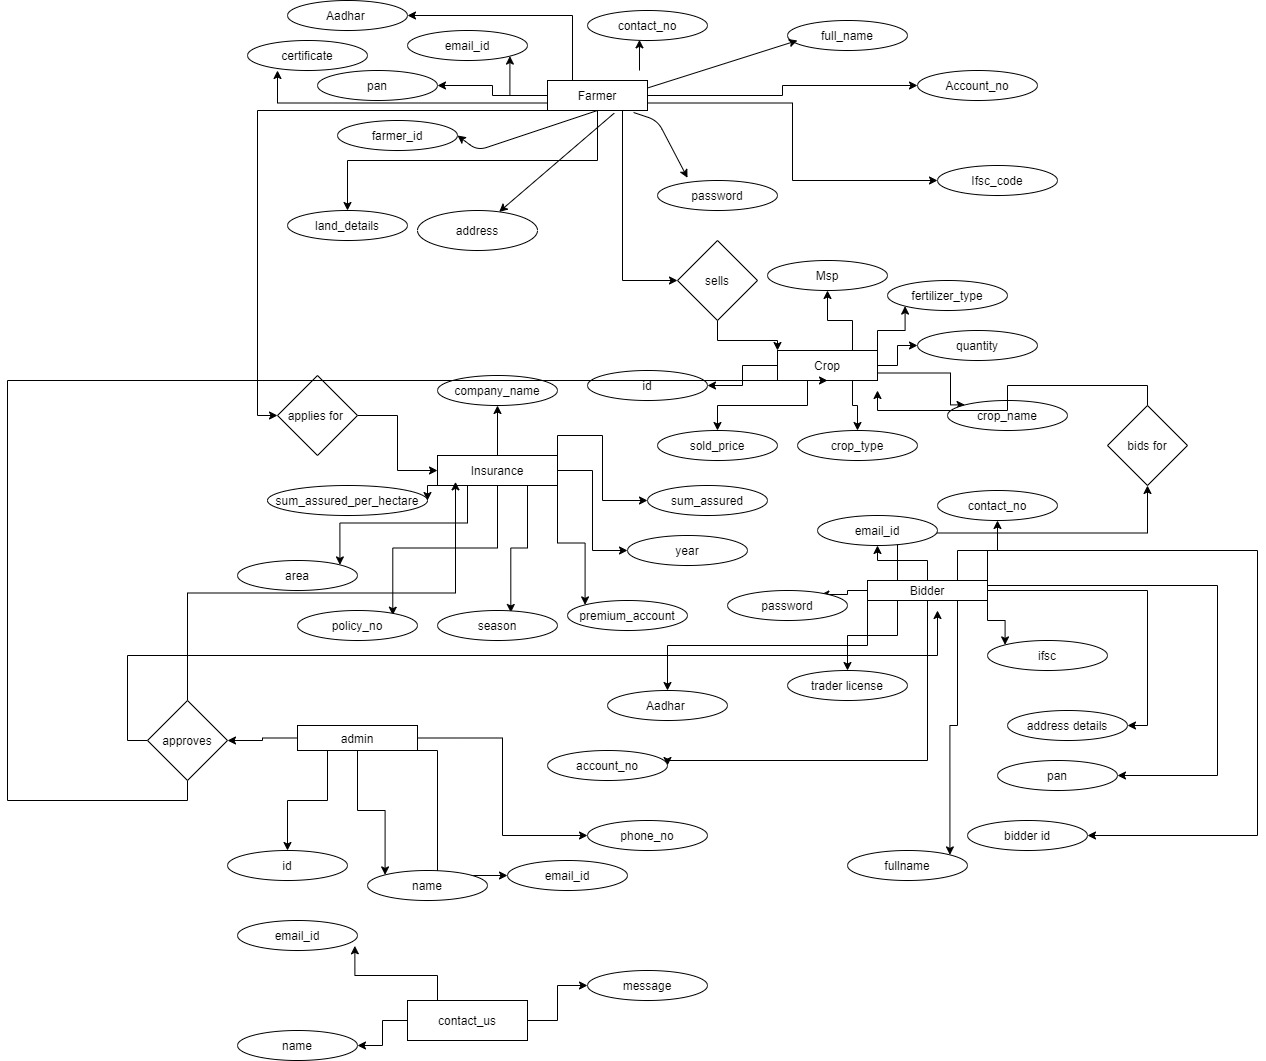 Aadhar
contact_no
full_name
email_id
certificate
pan
Account_no
Farmer
farmer_id
Ifsc_code
password
land_details
address
sells
Msp
fertilizer_type
quantity
Crop
id
company_name
applies for
crop_name
sold_price
crop_type
bids for
Insurance
sum_assured_per_hectare
sum_assured
contact_no
email_id
year
area
Bidder
password
premium_account
policy_no
season
ifsc
trader license
Aadhar
address details
approves
admin
account_no
pan
phone_no
bidder id
id
fullname
email_id
name
email_id
message
contact_us
name